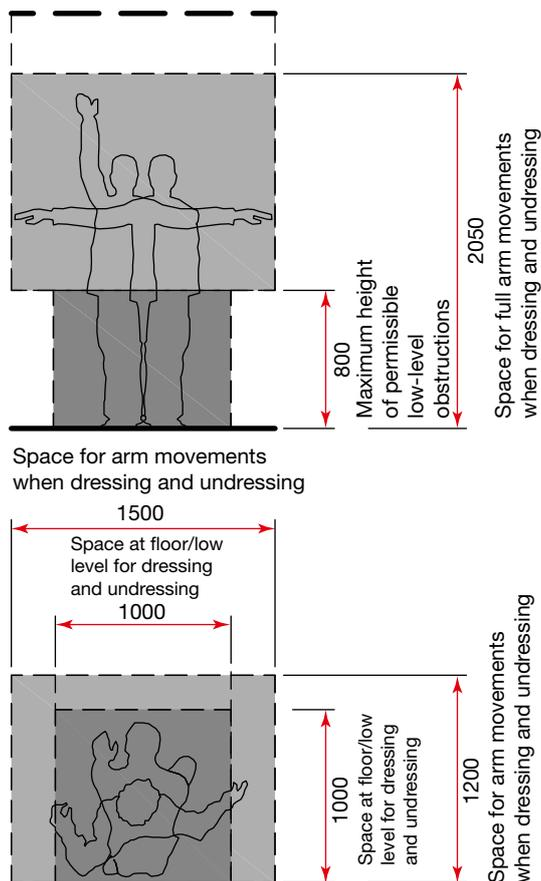 2050
Space for full arm movements
when dressing and undressing
800
Maximum height
of permissible
low-level
obstructions
Space for arm movements
when dressing and undressing
1500
Space at floor/low
level for dressing
and undressing
1000
1000
Space at floor/low
level for dressing
and undressing
1200
Space for arm movements
when dressing and undressing